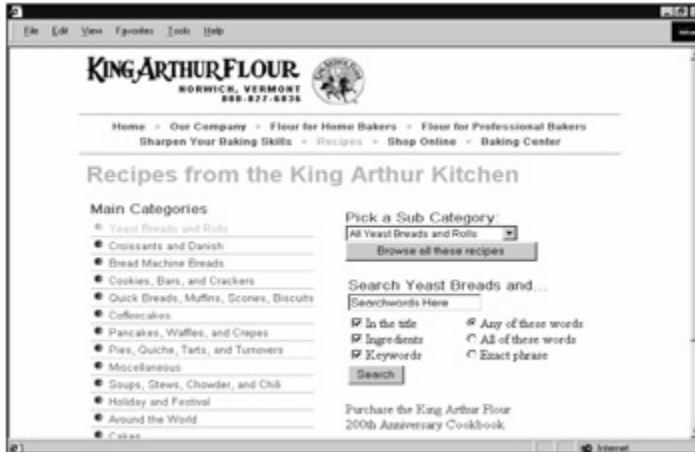 File Edit View Favorites Tools Help
KING ARTHUR FLOUR
NORWICH, VERMONT
800-827-6836
Home Our Company Flour for Home Bakers Flour for Professional Bakers
Sharpen Your Baking Skills Recipes Shop Online Baking Center
Recipes from the King Arthur Kitchen
Main Categories
Yeast Breads and Rolls
Croissants and Danish
Bread Machine Breads
Cookies, Bars, and Crackers
Quick Breads, Muffins, Scones, Biscuits
Coffeecakes
Pancakes, Waffles, and Crepes
Pies, Quiche, Tarts, and Turnovers
Miscellaneous
Soups, Stews, Chowder, and Chili
Holiday and Festival
Around the World
Cakes
Pick a Sub Category:
All Yeast Breads and Rolls
Browse all these recipes
Search Yeast Breads and...
Searchwords Here
In the title Any of these words
Ingredients All of these words
Keywords Exact phrase
Search
Purchase the King Arthur Flour
200th Anniversary Cookbook
Internet